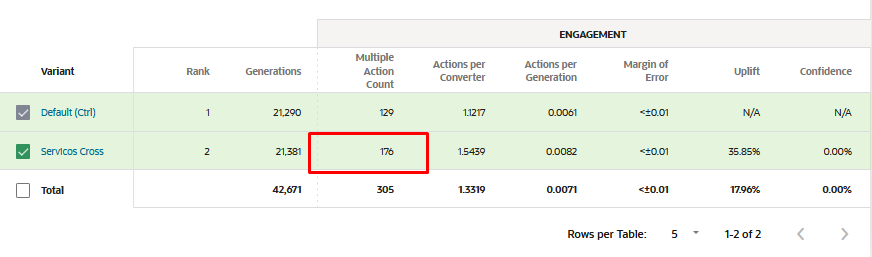 ENGAGEMENT
Variant Rank Generations Multiple Action Count Actions per Converter Actions per Generation Margin of Error Uplift Confidence
Default (Ctrl) 1 21,290 129 1.1217 0.0061 <±0.01 N/A N/A
Servicos Cross 2 21,381 176 1.5439 0.0082 <±0.01 35.85% 0.00%
Total 42,671 305 1.3319 0.0071 <±0.01 17.96% 0.00%
Rows per Table: 5 1-2 of 2